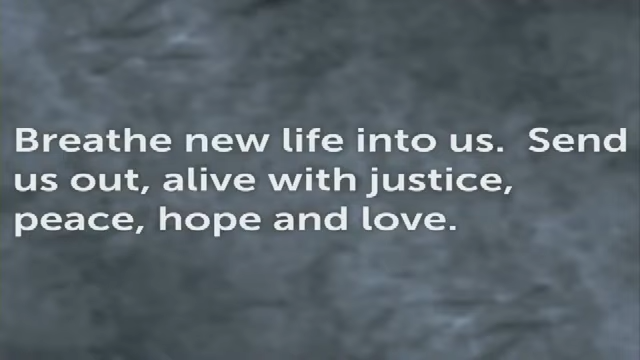 Breathe new life into us.  Send
us out, alive with justice,
peace, hope and love.